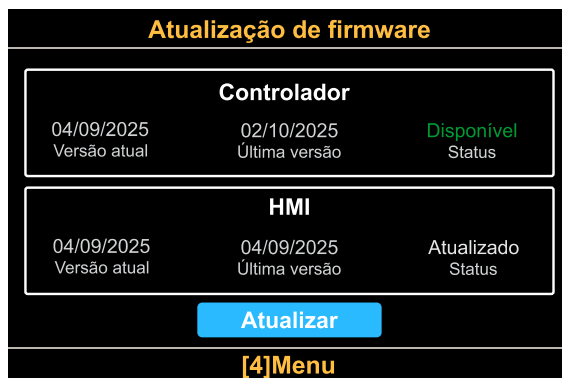 Atualização de firmware
Controlador
04/09/2025 02/10/2025 Disponível
Versão atual Última versão Status
HMI
04/09/2025 04/09/2025 Atualizado
Versão atual Última versão Status
Atualizar
[4]Menu